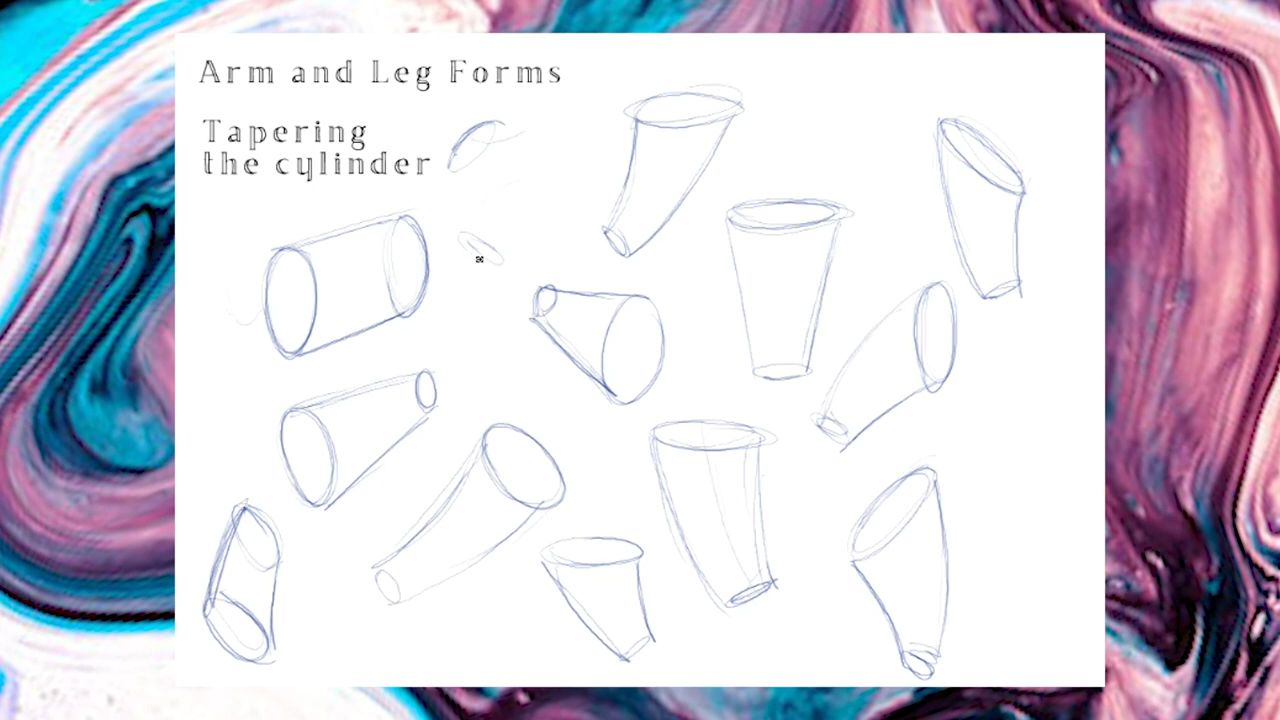 Arm and Leg Forms
Tapering
the cylinder